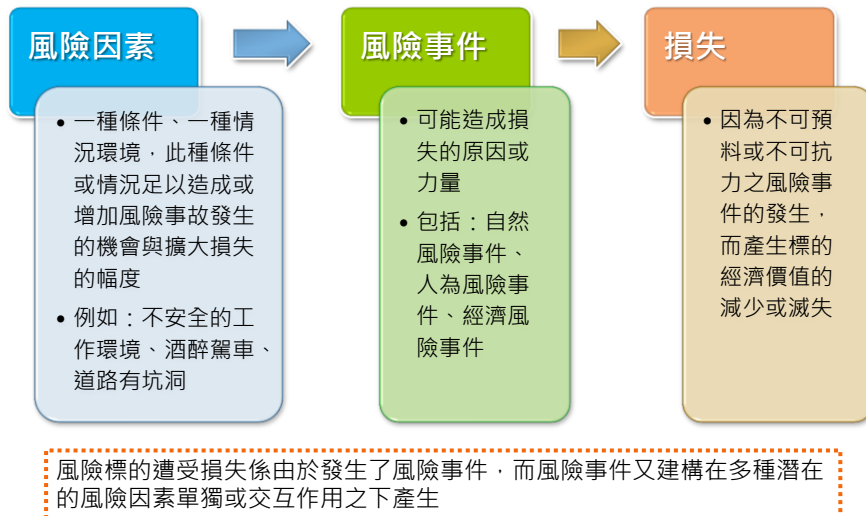 風險因素
• 一種條件、一種情
況環境，此種條件
或情況足以造成或
增加風險事故發生
的機會與擴大損失
的幅度
• 例如：不安全的工
作環境、酒醉駕車、
道路有坑洞
風險事件
• 可能造成損
失的原因或
力量
• 包括：自然
風險事件、
人為風險事
件、經濟風
險事件
損失
• 因為不可預
料或不可抗
力之風險事
件的發生，
而產生標的
經濟價值的
減少或滅失
風險標的遭受損失係由於發生了風險事件，而風險事件又建構在多種潛在
的風險因素單獨或交互作用之下產生